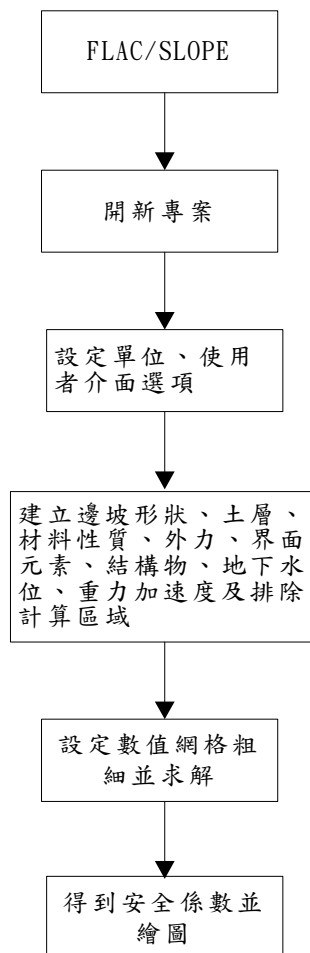 FLAC/SLOPE
開新專案
設定單位、使用
者介面選項
建立邊坡形狀、土層、
材料性質、外力、界面
元素、結構物、地下水
位、重力加速度及排除
計算區域
設定數值網格粗
細並求解
得到安全係數並
繪圖